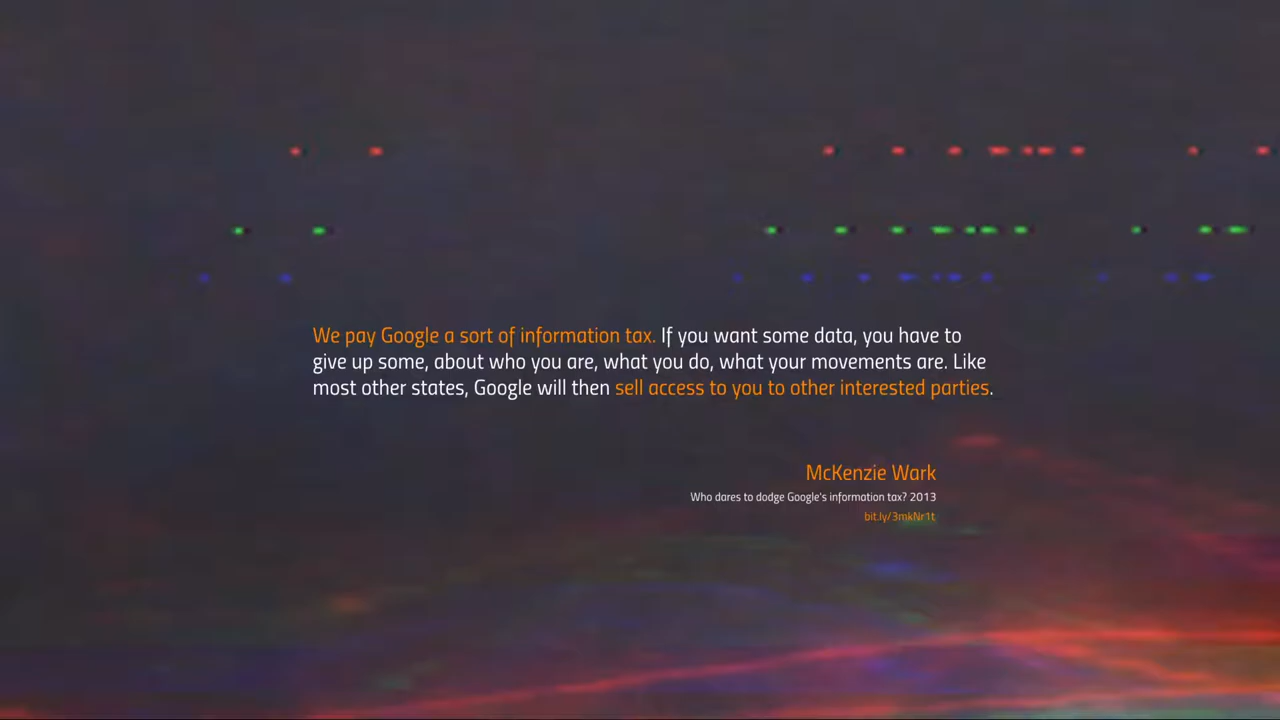 We pay Google a sort of information tax. If you want some data, you have to
give up some, about who you are, what you do, what your movements are. Like
most other states, Google will then sell access to you to other interested parties.
McKenzie Wark
Who dares to dodge Google's information tax? 2013
bit.ly/3mkNr1t